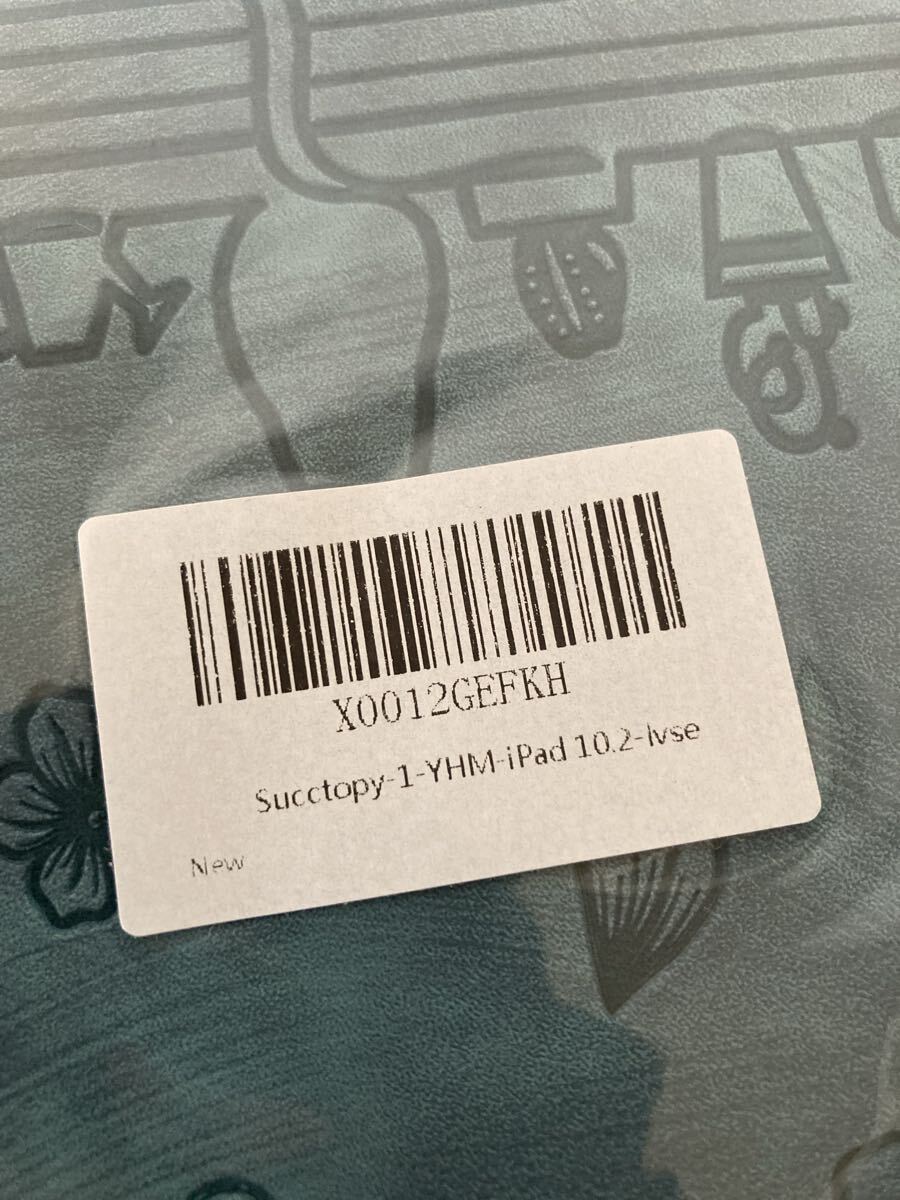 X0012GEFKH
Succtopy-1-YHM-iPad 10.2-lvse
New